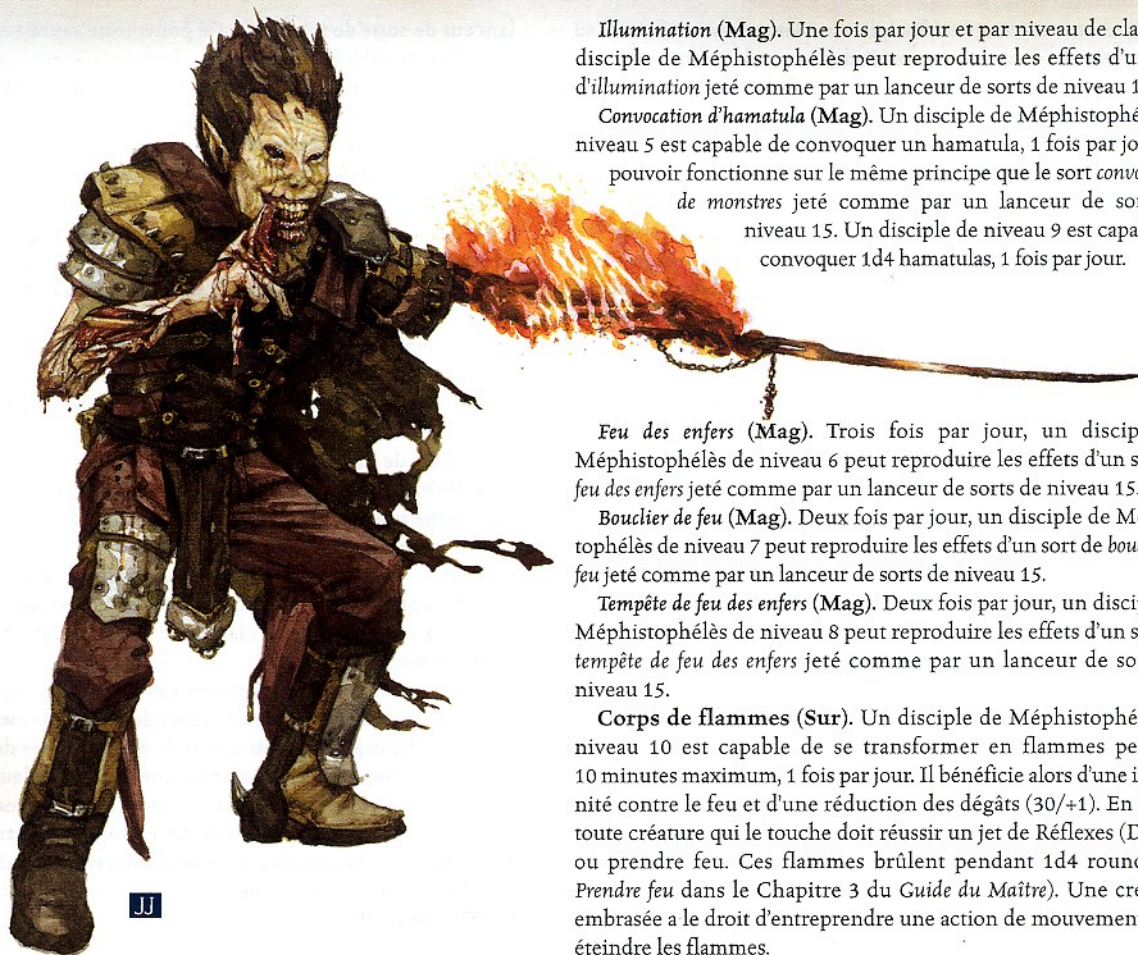 Illumination (Mag). Une fois par jour et par niveau de cla
disciple de Méphistophélès peut reproduire les effets d'u
d'illumination jeté comme par un lanceur de sorts de niveau 1
Convocation d'hamatula (Mag). Un disciple de Méphistophé
niveau 5 est capable de convoquer un hamatula, 1 fois par jo
pouvoir fonctionne sur le même principe que le sort convo
de monstres jeté comme par un lanceur de sor
niveau 15. Un disciple de niveau 9 est capa
convoquer 1d4 hamatulas, 1 fois par jour.
Feu des enfers (Mag). Trois fois par jour, un discip
Méphistophélès de niveau 6 peut reproduire les effets d'un s
feu des enfers jeté comme par un lanceur de sorts de niveau 15.
Bouclier de feu (Mag). Deux fois par jour, un disciple de M
tophélès de niveau 7 peut reproduire les effets d'un sort de bou
feu jeté comme par un lanceur de sorts de niveau 15.
Tempête de feu des enfers (Mag). Deux fois par jour, un discip
Méphistophélès de niveau 8 peut reproduire les effets d'un s
tempête de feu des enfers jeté comme par un lanceur de so
niveau 15.
Corps de flammes (Sur). Un disciple de Méphistophé
niveau 10 est capable de se transformer en flammes pe
10 minutes maximum, 1 fois par jour. Il bénéficie alors d'une i
nité contre le feu et d'une réduction des dégâts (30/+1). En
toute créature qui le touche doit réussir un jet de Réflexes (D
ou prendre feu. Ces flammes brûlent pendant 1d4 round
Prendre feu dans le Chapitre 3 du Guide du Maître). Une cré
embrasée a le droit d'entreprendre une action de mouvement
éteindre les flammes.
JJ